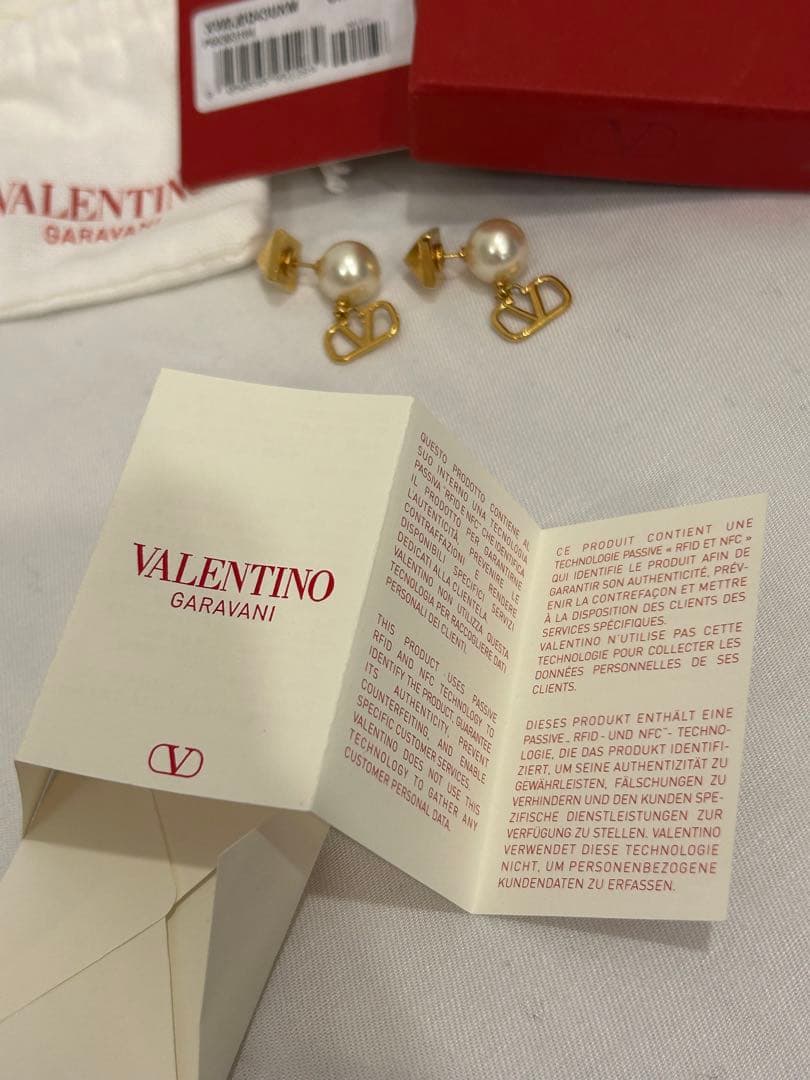 VALENTIN
GARAVAN
VALENTINO
GARAVANI
QUESTO PRODOTTO CONTIENE AL
SUO INTERNO UNA TECNOLOGIA
PASSIVA "RFID E NFC" CHE IDENTIFICA
IL PRODOTTO PER GARANTIRNE
L'AUTENTICITÀ, PREVENIRE LE
CONTRAFFAZIONI E RENDERE
DISPONIBILI SPECIFICI SERVIZI
DEDICATI ALLA CLIENTELA.
VALENTINO NON UTILIZZA QUESTA
TECNOLOGIA PER RACCOGLIERE DATI
PERSONALI DEI CLIENTI.
THIS PRODUCT USES PASSIVE
RFID AND NFC TECHNOLOGY TO
IDENTIFY THE PRODUCT, GUARANTEE
ITS AUTHENTICITY, PREVENT
COUNTERFEITING AND ENABLE
SPECIFIC CUSTOMER SERVICES.
VALENTINO DOES NOT USE THIS
TECHNOLOGY TO GATHER ANY
CUSTOMER PERSONAL DATA.
CE PRODUIT CONTIENT UNE
TECHNOLOGIE PASSIVE « RFID ET NFC »
QUI IDENTIFIE LE PRODUIT AFIN DE
GARANTIR SON AUTHENTICITÉ, PRÉV-
ENIR LA CONTREFAÇON ET METTRE
À LA DISPOSITION DES CLIENTS DES
SERVICES SPÉCIFIQUES.
VALENTINO N'UTILISE PAS CETTE
TECHNOLOGIE POUR COLLECTER LES
DONNÉES PERSONNELLES DE SES
CLIENTS.
DIESES PRODUKT ENTHÄLT EINE
PASSIVE „ RFID - UND NFC"- TECHNO-
LOGIE, DIE DAS PRODUKT IDENTIFI-
ZIERT, UM SEINE AUTHENTIZITÄT ZU
GEWÄHRLEISTEN, FÄLSCHUNGEN ZU
VERHINDERN UND DEN KUNDEN SPE-
ZIFISCHE DIENSTLEISTUNGEN ZUR
VERFÜGUNG ZU STELLEN. VALENTINO
VERWENDET DIESE TECHNOLOGIE
NICHT, UM PERSONENBEZOGENE
KUNDENDATEN ZU ERFASSEN.